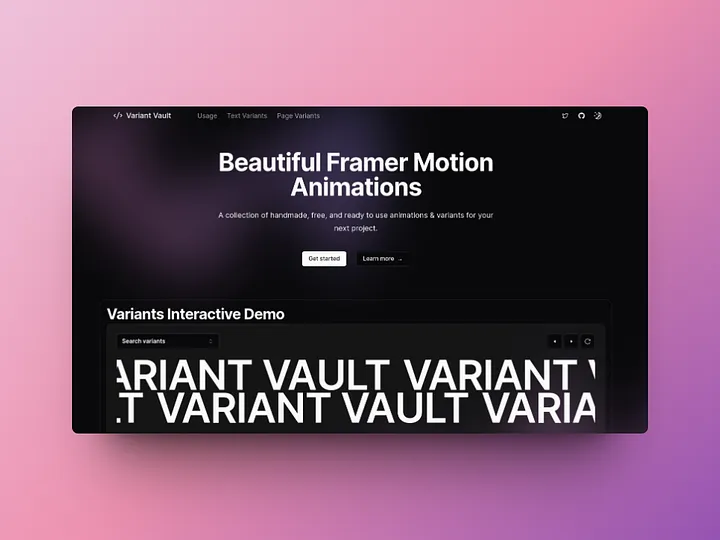 </> Variant Vault Usage Text Variants Page Variants
Beautiful Framer Motion
Animations
A collection of handmade, free, and ready to use animations & variants for your
next project.
Get started Learn more →
Variants Interactive Demo
Search variants
ARIANT VAULT VARIANT V
LT VARIANT VAULT VARIA